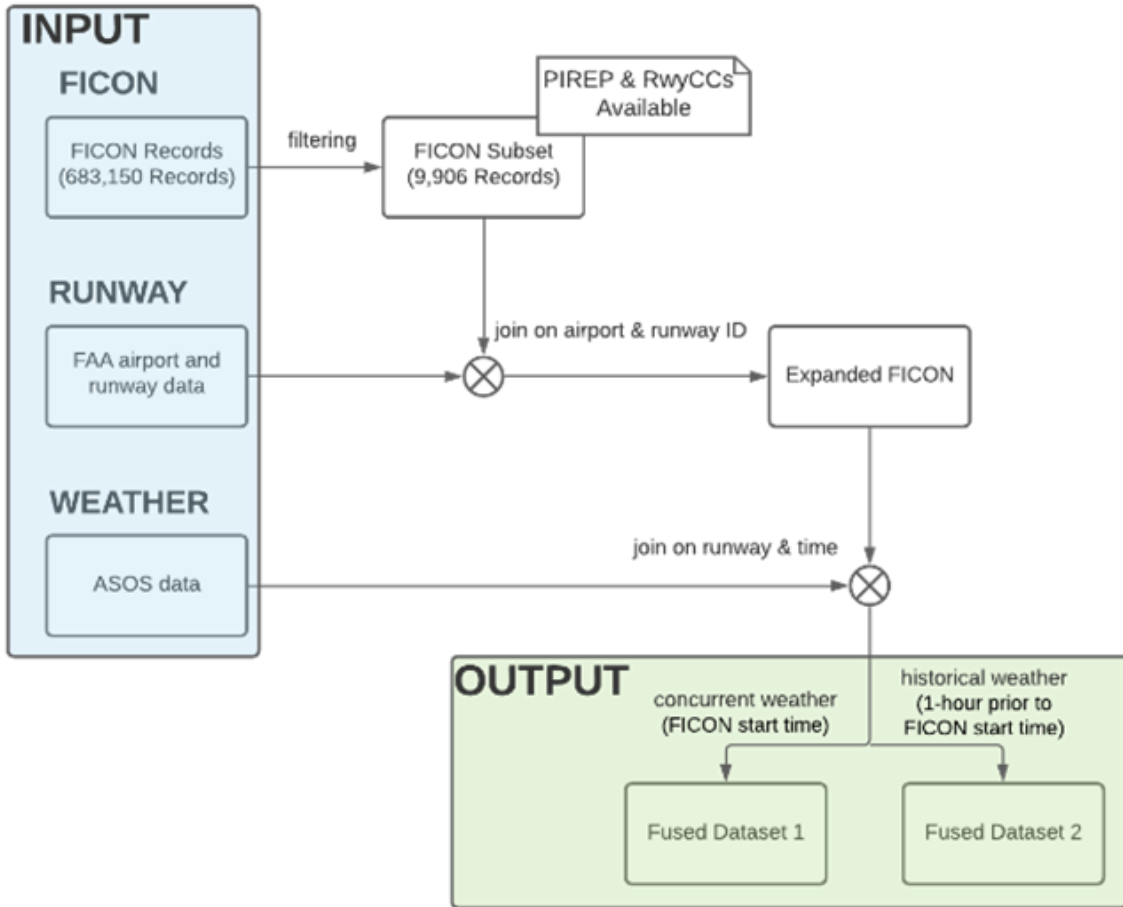 INPUT
FICON
FICON Records
(683,150 Records)
filtering
FICON Subset
(9,906 Records)
PIREP & RwyCCs
Available
RUNWAY
FAA airport and
runway data
join on airport & runway ID
Expanded FICON
WEATHER
ASOS data
join on runway & time
OUTPUT
concurrent weather
(FICON start time)
historical weather
(1-hour prior to
FICON start time)
Fused Dataset 1
Fused Dataset 2